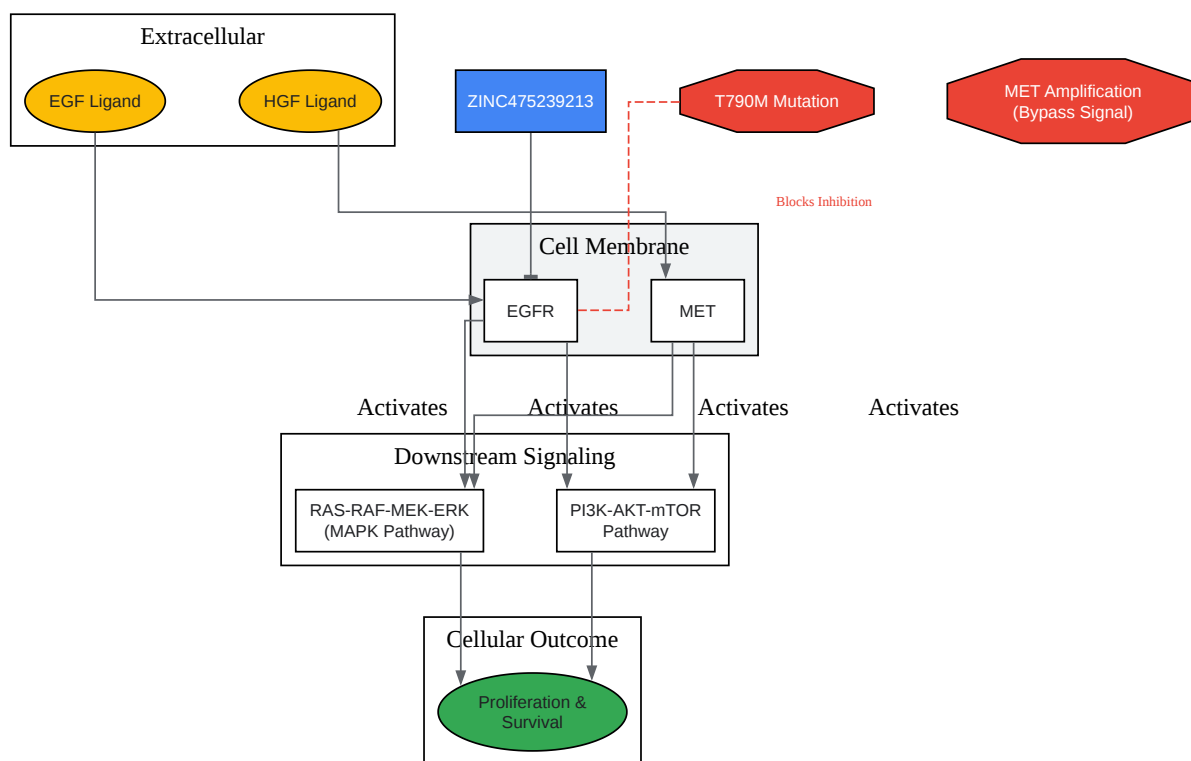 Extracellular
EGF Ligand
HGF Ligand
ZINC475239213
T790M Mutation
MET Amplification
(Bypass Signal)
Blocks Inhibition
Cell Membrane
EGFR
MET
Activates
Activates
Activates
Activates
Downstream Signaling
RAS-RAF-MEK-ERK
(MAPK Pathway)
PI3K-AKT-mTOR
Pathway
Cellular Outcome
Proliferation &
Survival